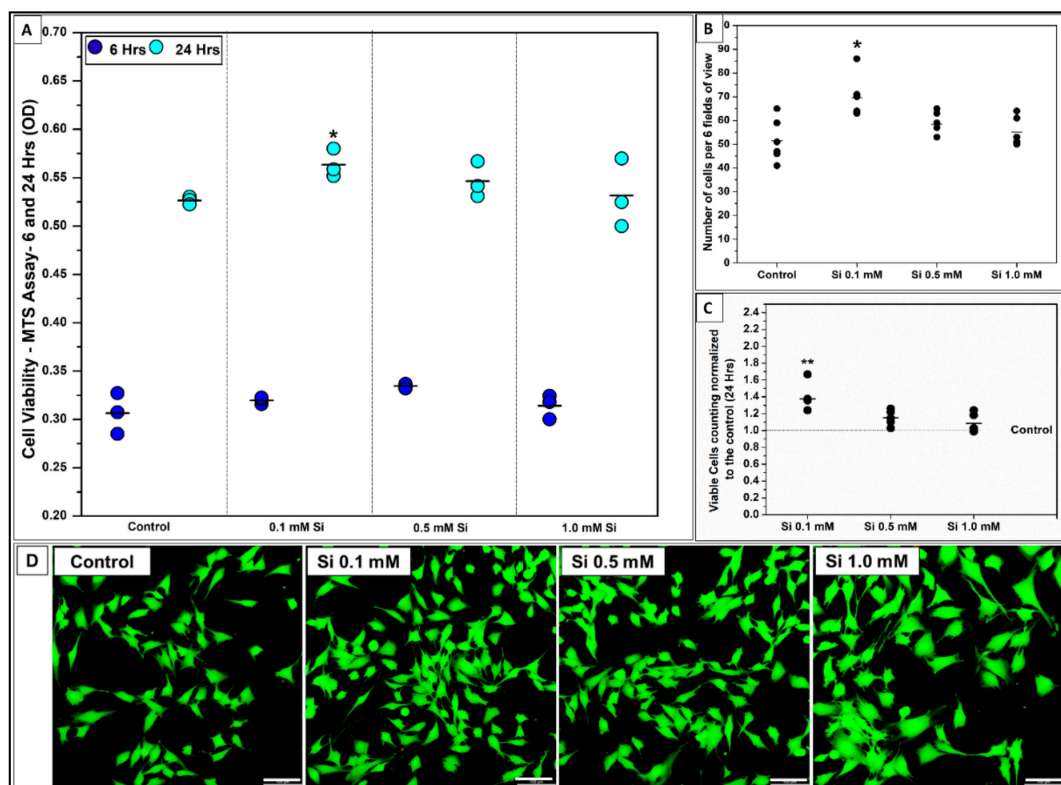 A
Cell Viability - MTS Assay- 6 and 24 Hrs (OD)
0.70
0.65
0.60
0.55
0.50
0.45
0.40
0.35
0.30
0.25
0.20
6 Hrs 24 Hrs
*
Control 0.1 mM Si 0.5 mM Si 1.0 mM Si
B
Number of cells per 6 fields of view
90
80
70
60
50
40
30
20
10
0
*
Control Si 0.1 mM Si 0.5 mM Si 1.0 mM
C
Viable Cells counting normalized
to the control (24 Hrs)
2.4
2.2
2.0
1.8
1.6
1.4
1.2
1.0
0.8
0.6
0.4
0.2
0.0
**
Control
Si 0.1 mM Si 0.5 mM Si 1.0 mM
D
Control Si 0.1 mM Si 0.5 mM Si 1.0 mM